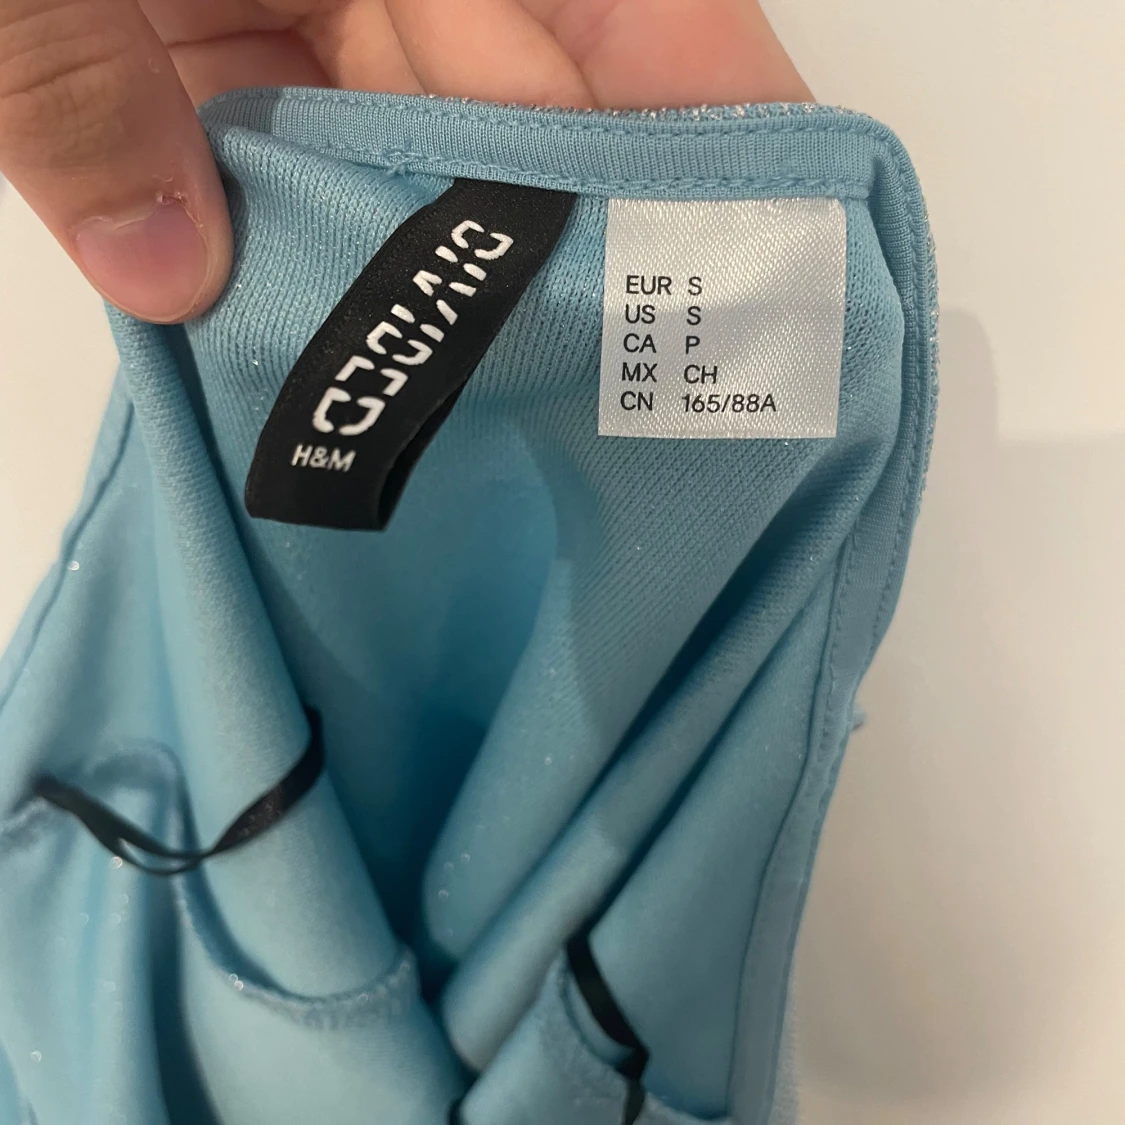 DIVIDED
H&M
EUR S
US S
CA P
MX CH
CN 165/88A